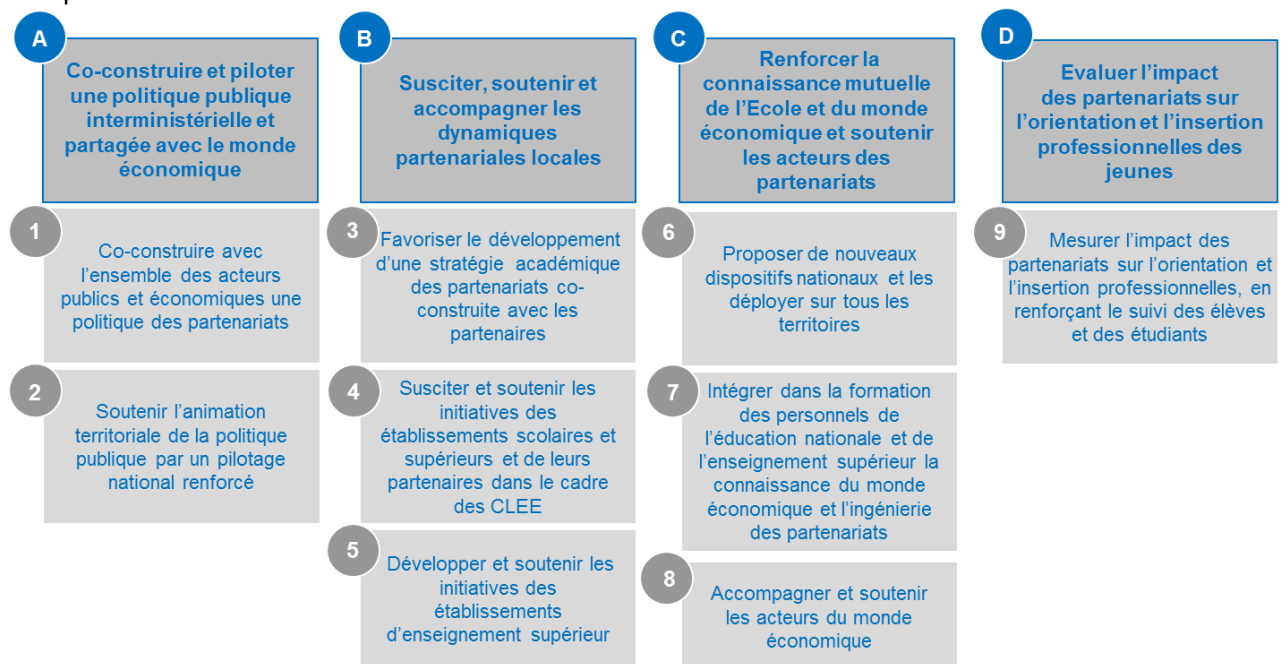 A
Co-construire et piloter
une politique publique
interministérielle et
partagée avec le monde
économique
1
Co-construire avec
l'ensemble des acteurs
publics et économiques une
politique des partenariats
2
Soutenir l'animation
territoriale de la politique
publique par un pilotage
national renforcé
B
Susciter, soutenir et
accompagner les
dynamiques
partenariales locales
3
Favoriser le développement
d'une stratégie académique
des partenariats co-
construite avec les
partenaires
4
Susciter et soutenir les
initiatives des
établissements scolaires et
supérieurs et de leurs
partenaires dans le cadre
des CLEE
5
Développer et soutenir les
initiatives des
établissements
d'enseignement supérieur
C
Renforcer la
connaissance mutuelle
de l'Ecole et du monde
économique et soutenir
les acteurs des
partenariats
6
Proposer de nouveaux
dispositifs nationaux et les
déployer sur tous les
territoires
7
Intégrer dans la formation
des personnels de
l'éducation nationale et de
l'enseignement supérieur la
connaissance du monde
économique et l'ingénierie
des partenariats
8
Accompagner et soutenir
les acteurs du monde
économique
D
Evaluer l'impact
des partenariats sur
l'orientation et l'insertion
professionnelles des
jeunes
9
Mesurer l'impact des
partenariats sur l'orientation et
l'insertion professionnelles, en
renforçant le suivi des élèves
et des étudiants